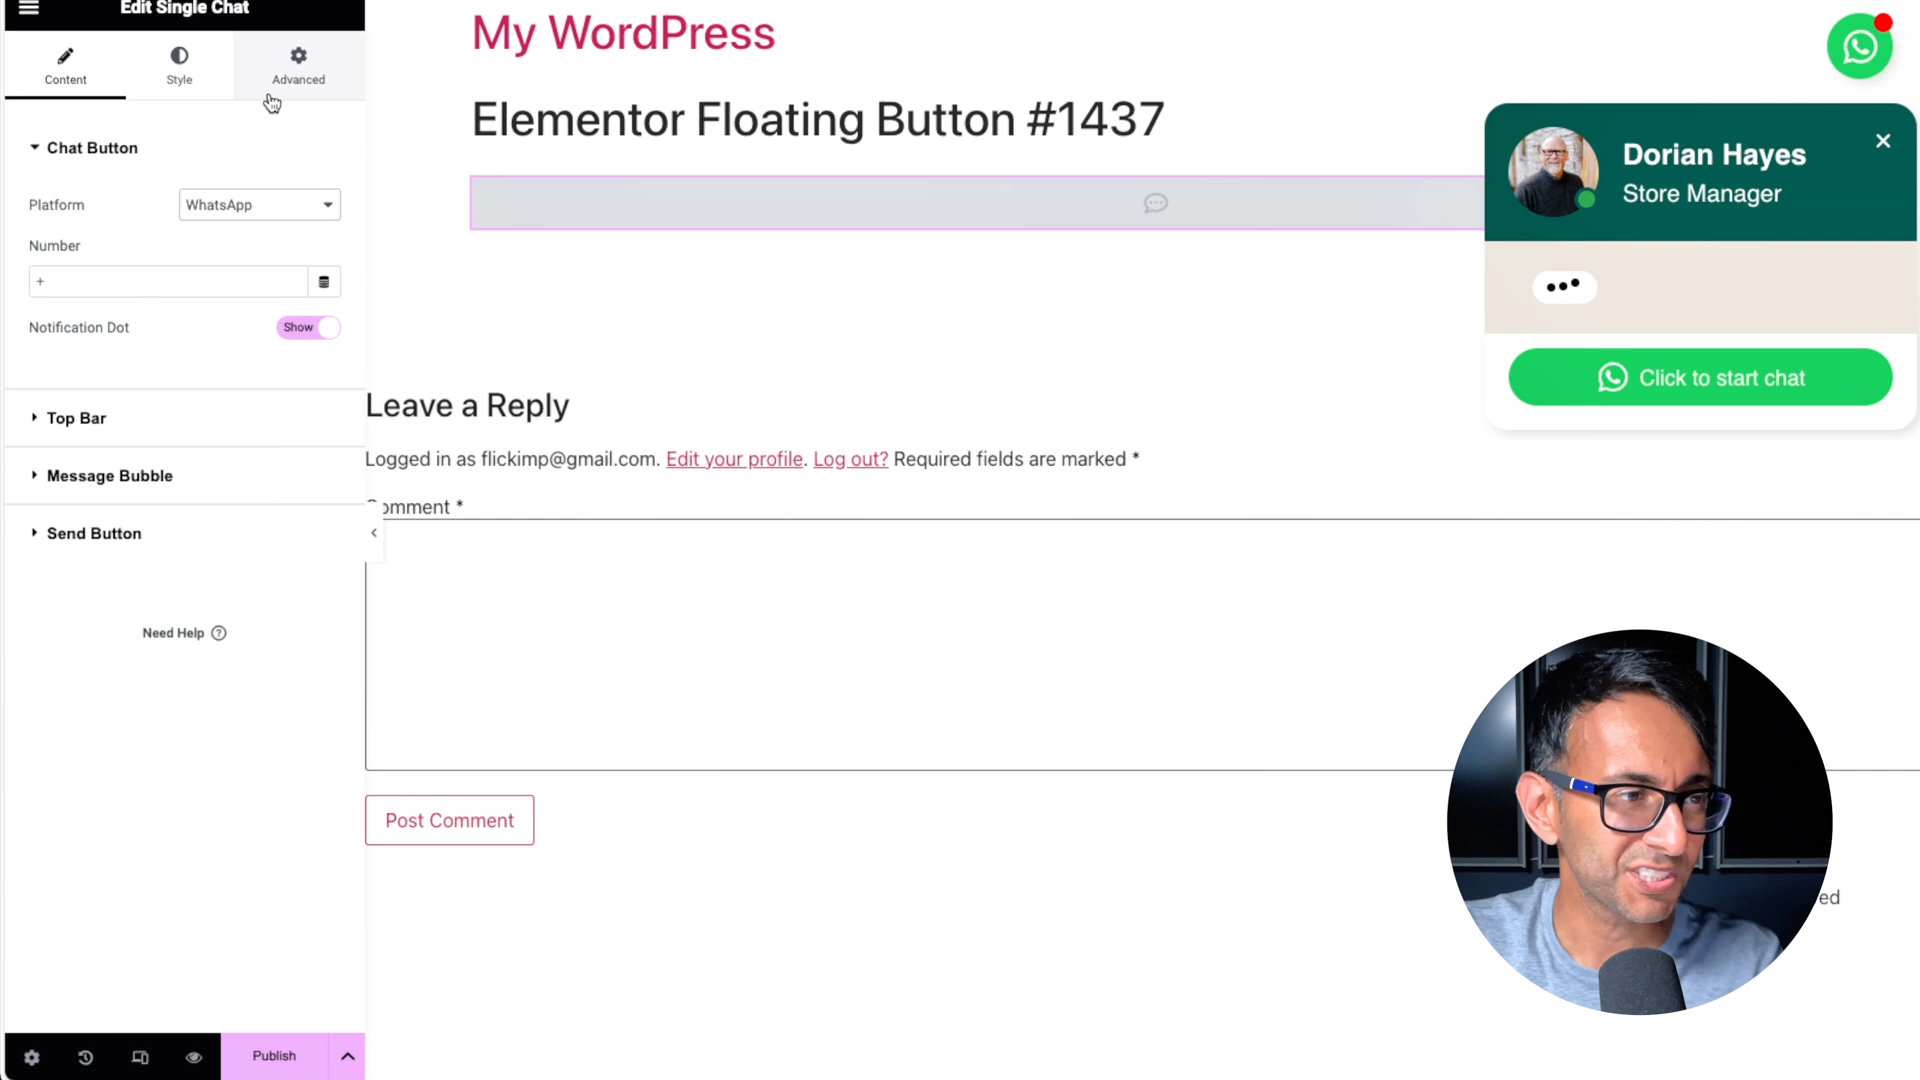 Edit Single Chat
Content
Style
Advanced
Chat Button
Platform
WhatsApp
Number
+
Notification Dot
Show
Top Bar
Message Bubble
Send Button
Need Help ?
Publish
My WordPress
Elementor Floating Button #1437
Leave a Reply
Logged in as flickimp@gmail.com. Edit your profile. Log out? Required fields are marked *
omment *
Post Comment
Dorian Hayes
Store Manager
Click to start chat
ed